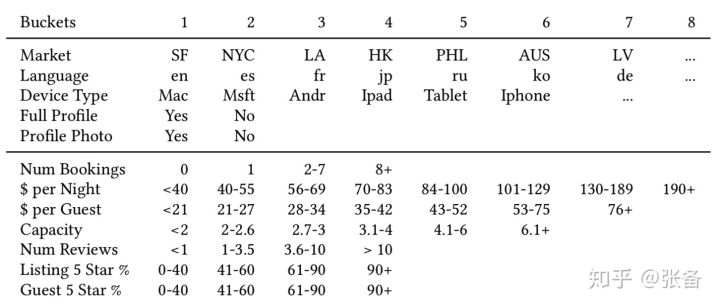 Buckets 1 2 3 4 5 6 7 8
Market SF NYC LA HK PHL AUS LV ...
Language en es fr jp ru ko de ...
Device Type Mac Msft Andr Ipad Tablet Iphone ...
Full Profile Yes No
Profile Photo Yes No
Num Bookings 0 1 2-7 8+
$ per Night <40 40-55 56-69 70-83 84-100 101-129 130-189 190+
$ per Guest <21 21-27 28-34 35-42 43-52 53-75 76+
Capacity <2 2-2.6 2.7-3 3.1-4 4.1-6 6.1+
Num Reviews <1 1-3.5 3.6-10 > 10
Listing 5 Star % 0-40 41-60 61-90 90+
Guest 5 Star % 0-40 41-60 61-90 90+
知乎 @张备